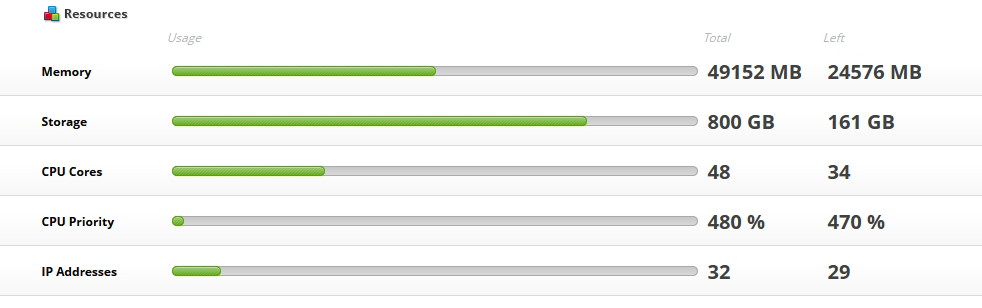 Resources
Usage Total Left
Memory 49152 MB 24576 MB
Storage 800 GB 161 GB
CPU Cores 48 34
CPU Priority 480 % 470 %
IP Addresses 32 29